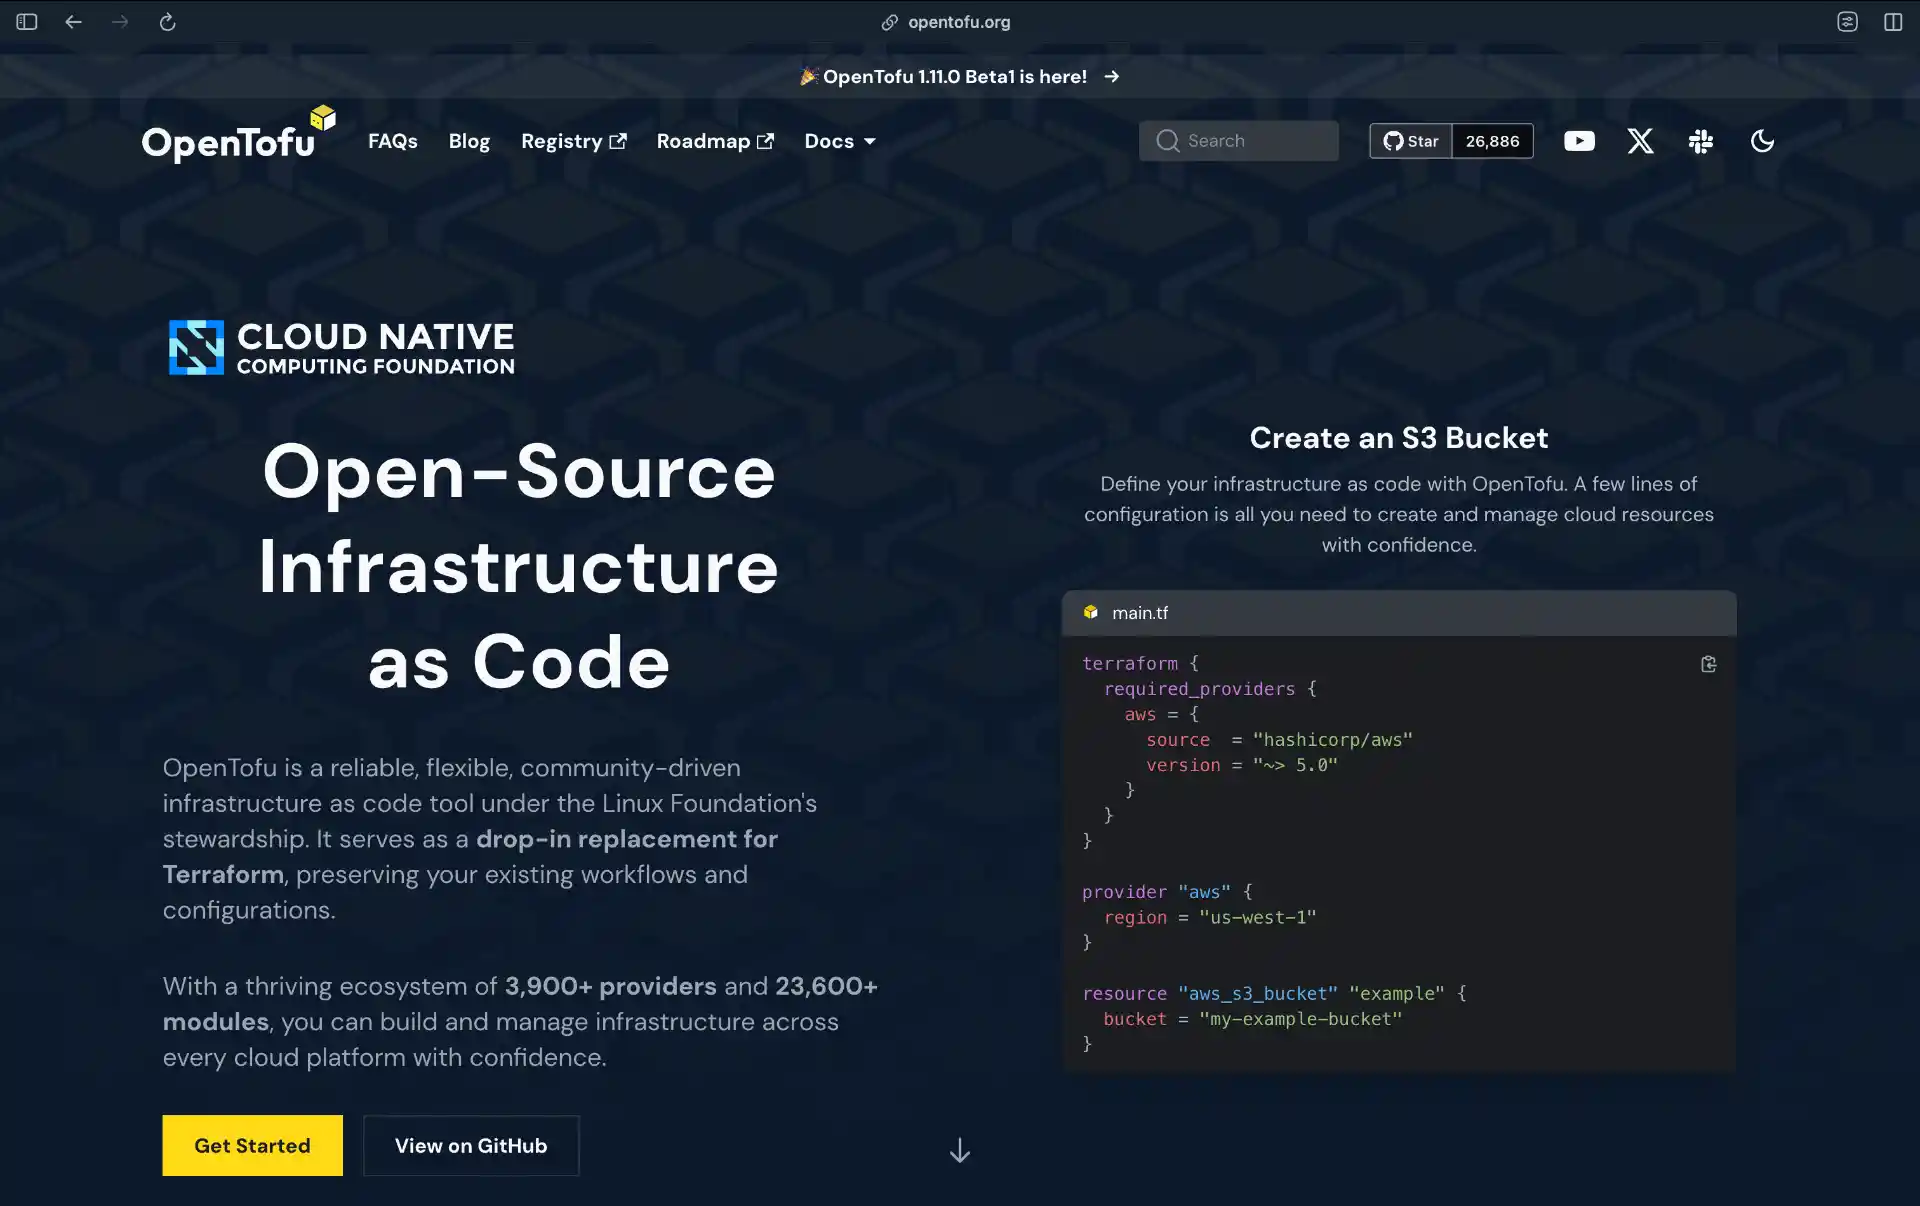 opentofu.org
🎉 OpenTofu 1.11.0 Beta1 is here! →
OpenTofu
FAQs
Blog
Registry
Roadmap
Docs
Search
Star
26,886
CLOUD NATIVE
COMPUTING FOUNDATION
Open-Source
Infrastructure
as Code
OpenTofu is a reliable, flexible, community-driven
infrastructure as code tool under the Linux Foundation's
stewardship. It serves as a drop-in replacement for
Terraform, preserving your existing workflows and
configurations.
With a thriving ecosystem of 3,900+ providers and 23,600+
modules, you can build and manage infrastructure across
every cloud platform with confidence.
Get Started
View on GitHub
Create an S3 Bucket
Define your infrastructure as code with OpenTofu. A few lines of
configuration is all you need to create and manage cloud resources
with confidence.
main.tf
terraform {
  required_providers {
    aws = {
      source  = "hashicorp/aws"
      version = "~> 5.0"
    }
  }
}
provider "aws" {
  region = "us-west-1"
}
resource "aws_s3_bucket" "example" {
  bucket = "my-example-bucket"
}